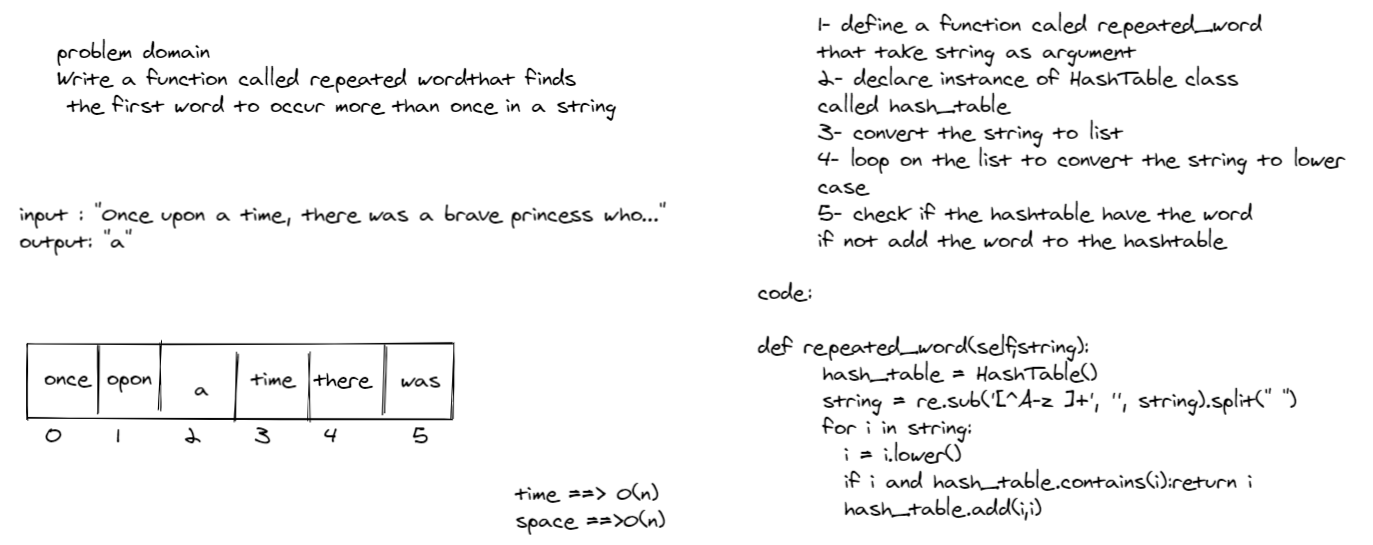 problem domain
Write a function called repeated wordthat finds
the first word to occur more than once in a string
input : "Once upon a time, there was a brave princess who..."
output: "a"
once opon a time there was
0 1 2 3 4 5
time ==> O(n)
space ==>O(n)
1- define a function caled repeated_word
that take string as argument
2- declare instance of HashTable class
called hash_table
3- convert the string to list
4- loop on the list to convert the string to lower
case
5- check if the hashtable have the word
if not add the word to the hashtable
code:
def repeated_word(self,string):
hash_table = HashTable()
string = re.sub('[^A-z ]+', '', string).split(" ")
for i in string:
i = i.lower()
if i and hash_table.contains(i):return i
hash_table.add(i,i)